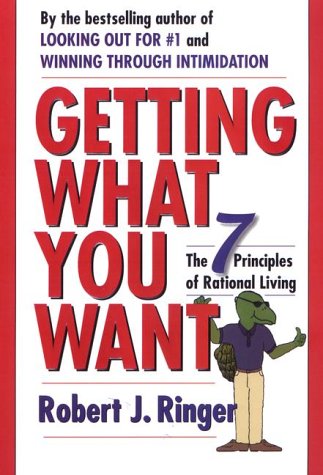 By the bestselling author of
LOOKING OUT FOR #1 and
WINNING THROUGH INTIMIDATION
GETTING
WHAT
YOU
WANT
The 7 Principles
of Rational Living
Robert J. Ringer